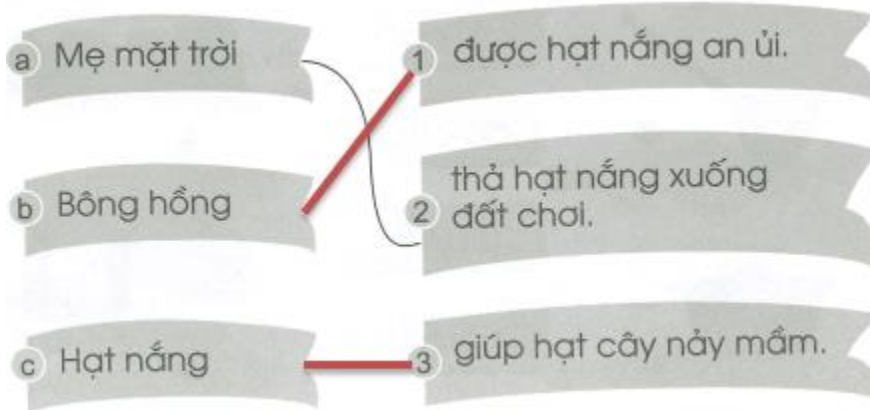 a Mẹ mặt trời
1 được hạt nắng an ủi.
b Bông hồng
2 thả hạt nắng xuống
đất chơi.
c Hạt nắng
3 giúp hạt cây nảy mầm.